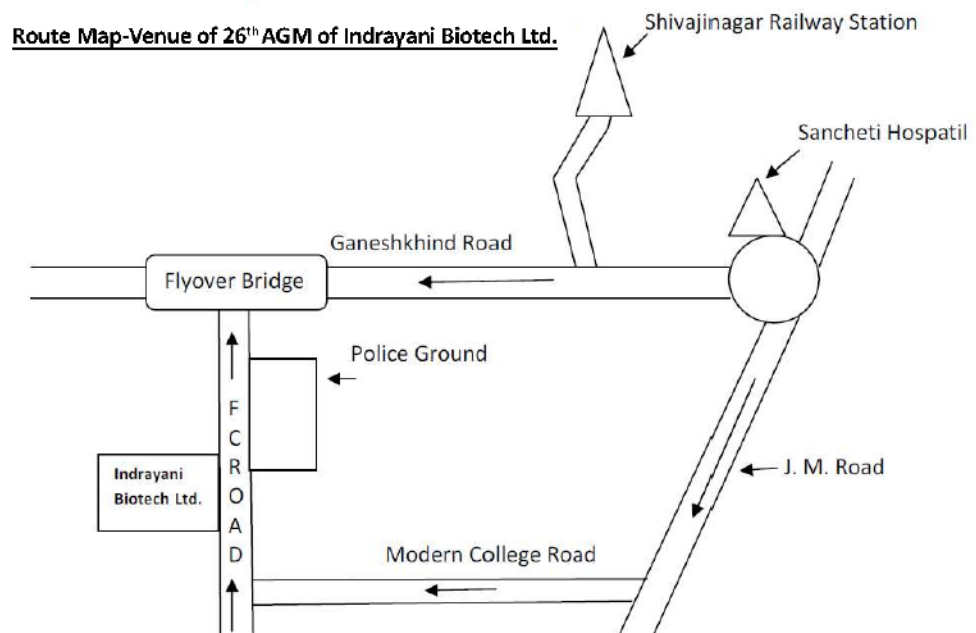 Route Map-Venue of 26th AGM of Indrayani Biotech Ltd.
Shivajinagar Railway Station
Sancheti Hospatil
Ganeshkhind Road
Flyover Bridge
Police Ground
FCROAD
Indrayani
Biotech Ltd.
J. M. Road
Modern College Road